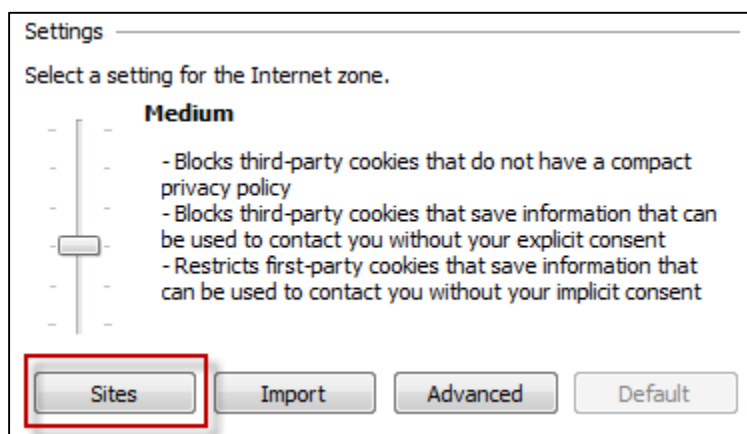 Settings
Select a setting for the Internet zone.
Medium
- Blocks third-party cookies that do not have a compact
privacy policy
- Blocks third-party cookies that save information that can
be used to contact you without your explicit consent
- Restricts first-party cookies that save information that
can be used to contact you without your implicit consent
Sites Import Advanced Default